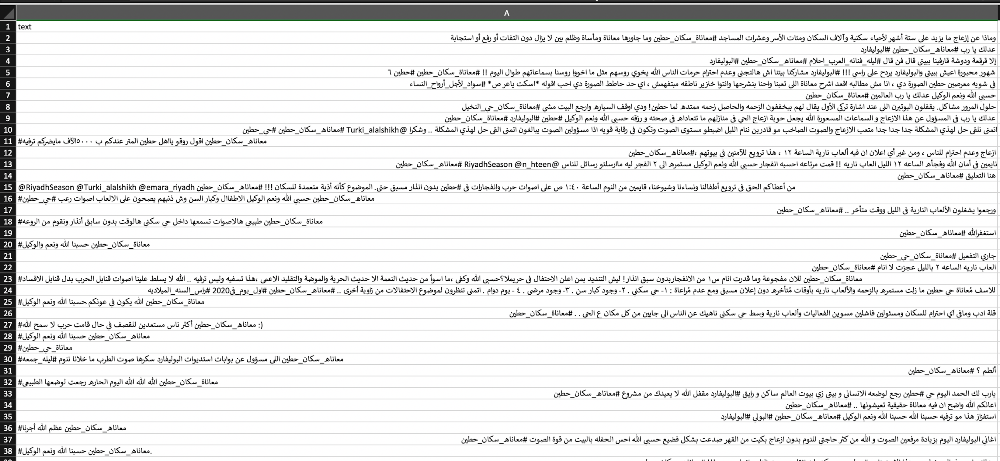 A
1 text
2 وماذا عن إزعاج ما يزيد على ستة أشهر لأحياء سكنية وآلاف السكان ومئات الأسر وعشرات المساجد #معاناة_سكان_حطين وما جاورها معاناة ومأساة وظلم بين لا يزال دون التفات أو رفع أو استجابة
3 عدلك يا رب #معاناه_سكان_حطين #البوليفارد
4 إلا قرقعة ودوشة قارفينا ببيتي قال فن قال #ليله_فنانه_العرب_احلام #معاناه_سكان_حطين #البوليفارد
5 شهور محبورة اعيش ببيتي والبوليفارد يردح على راسي !!! #البوليفارد مشاركنا بيتنا اش هالتجني وعدم احترام حرمات الناس الله يخوي روسهم مثل ما اخووا روسنا بسماعاتهم طوال اليوم !! #معاناة_سكان_حطين #حطين ٦
6 في شويه معرصين حطين الصورة دي ، انا مش مطالبه اقعد اشرح معاناة اللي تعبنا واحنا بنشرحها وانتوا خنزير ناطقه مبتفهمش ، اي حد حاطط الصورة دي احب اقوله *اسكت ياعر ص* #سواد_لأجل_أرواح_النساء
7 حسبي الله ونعم الوكيل عدلك يا رب العالمين #معاناة_سكان_حطين
8 حلول المرور مشاكل. يقفلون اليوتيرن اللي عند اشارة تركي الأول يقال لهم بيخففون الزحمه والحاصل زحمه ممتده لما حطين! ودي اوقف السياره وارجع البيت مشي #معاناة_سكان_حي_النخيل
9 عدلك يا رب في المسؤول عن هذا الازعاج و السماعات المسعورة الله يجعل حوبة ازعاج الحي في منازلهم ما تتعاداه في صحته و رزقه حسبي الله ونعم الوكيل #حطين #البوليفارد #معاناة_سكان_حطين
10 اتمنى نلقى حل لهذي المشكلة جدا جدا جدا متعب الازعاج والصوت الصاخب مو قادرين ننام الليل اضبطو مستوى الصوت وتكون في رقابة قويه اذا مسؤولين الصوت يبالغون اتمنى القى حل لهذي المشكلة .. وشكرا @Turki_alalshikh #معاناه_سكان_حطين #حي_حطين
11 #معاناه_سكان_حطين اقول روقو يااهل حطين المتر عندكم ب ٥٠٠٠الآف مايضركم ترفيه
12 ازعاج وعدم احترام للناس ، ومن غير أي اعلان ان فيه ألعاب نارية الساعة ١٢ ، هذا ترويع للآمنين في بيوتهم ،#معاناه_سكان_حطين
13 نايمين في أمان الله وفجأه الساعه ١٢ الليل العاب ناريه !! قمت مرتاعه احسبه انفجار حسبي الله ونعم الوكيل مستمره الى ٢ الفجر ليه ماارسلتو رسائل للناس @RiyadhSeason @n_hteen #معاناه_سكان_حطين
14 هنا التعليق #معاناه_سكان_حطين
15 @RiyadhSeason @Turki_alalshikh @emara_riyadh من أعطاكم الحق في ترويع أطفالنا ونساءنا وشيوخنا، قايمين من النوم الساعة ١:٤٠ ص على اصوات حرب وانفجارات في #حطين بدون انذار مسبق حتى. الموضوع كأنه أذية متعمدة للسكان !!! #معاناه_سكان_حطين
16 #معاناه_سكان_حطين حسبي الله ونعم الوكيل الاطفاال وكبار السن وش ذنبهم يصحون على الالعاب اصوات رعب #حي_حطين
17 ورجعوا يشغلون الألعاب النارية في الليل ووقت متأخر .. #معاناه_سكان_حطين
18 #معاناة_سكان_حطين طبيعي هالاصوات تسمعها داخل حي سكني هالوقت بدون سابق أنذار ونقوم من الروعه
19 استغفرالله #معاناه_سكان_حطين
20 #معاناة_سكان_حطين حسبنا الله ونعم والوكيل
21 جاري التفعيل #معاناة_سكان_حي_حطين
22 العاب ناريه الساعه ٢ بالليل عجزت لا انام #معاناة_سكان_حطين
23 #معاناة_سكان_حطين للان مفجوعة وما قدرت انام س١ من الانفجاربدون سبق انذار! ليش التنديد بمن اعلن الاحتفال في حريملا؟حسبي الله وكفى ،ما اسوأ من حديث النعمة الا حديث الحرية والموضة والتقليد الاعمى ،هذا تسفيه وليس ترفيه .. الله لا يسلط علينا اصوات قنابل الحرب بدل قنابل الافساد
24 للاسف مُعاناة حي حطين ما زلت مستمره بالزحمه والألعاب ناريه بأوقات مُتأخره دون إعلان مسبق ومع عدم مُراعاة : ١- حي سكني . ٢- وجود كبار سن . ٣- وجود مرضى . ٤ - يوم دوام . اتمنى تنظرون لموضوع الاحتفالات من زاوية أخرى .. #معاناه_سكان_حطين #اول_يوم_في2020 #راس_السنه_الميلاديه
25 #معاناة_سكان_حطين الله يكون في عونكم حسبنا الله ونعم الوكيل
26 قلة ادب ومافي آي احترام للسكان ومسئولين فاشلين مسوين الفعاليات وألعاب نارية وسط حي سكني ناهيك عن الناس الي جايين من كل مكان ع الحي . . #معاناة_سكان_حطين
27 #معاناه_سكان_حطين أكثر ناس مستعدين للقصف في حال قامت حرب لا سمح الله :)
28 #معاناه_سكان_حطين حسبنا الله ونعم الوكيل
29 #معاناة_حي_حطين
30 #معاناه_سكان_حطين اللي مسؤول عن بوابات استديوات البوليفارد سكرها صوت الطرب ما خلانا ننوم #ليله_جمعه
31 ألطم ؟ #معاناه_سكان_حطين
32 #معاناة_سكان_حطين الله الله الله اليوم الحاره رجعت لوضعها الطبيعي
33 يارب لك الحمد اليوم حي #حطين رجع لوضعه الانساني و بيتي زي بيوت العالم ساكن و رايق #البوليفارد مقفل الله لا يعيدك من مشروع #معاناه_سكان_حطين
34 اعانكم الله واضح ان فيه معاناة حقيقية تعيشونها .. #معاناه_سكان_حطين
35 استفزاز هذا مو ترفيه حسبنا الله حسبنا الله ونعم الوكيل #معاناه_سكان_حطين #البولي #البوليفارد
36 #معاناه_سكان_حطين عظم الله أجرنا
37 اغاني البوليفارد اليوم بزيادة مرفعين الصوت و الله من كثر حاجتي للنوم بدون ازعاج بكيت من القهر صدعت بشكل فضيع حسبي الله احس الحفله بالبيت من قوة الصوت #معاناه_سكان_حطين
38 #معاناه_سكان_حطين حسبنا الله ونعم الوكيل.